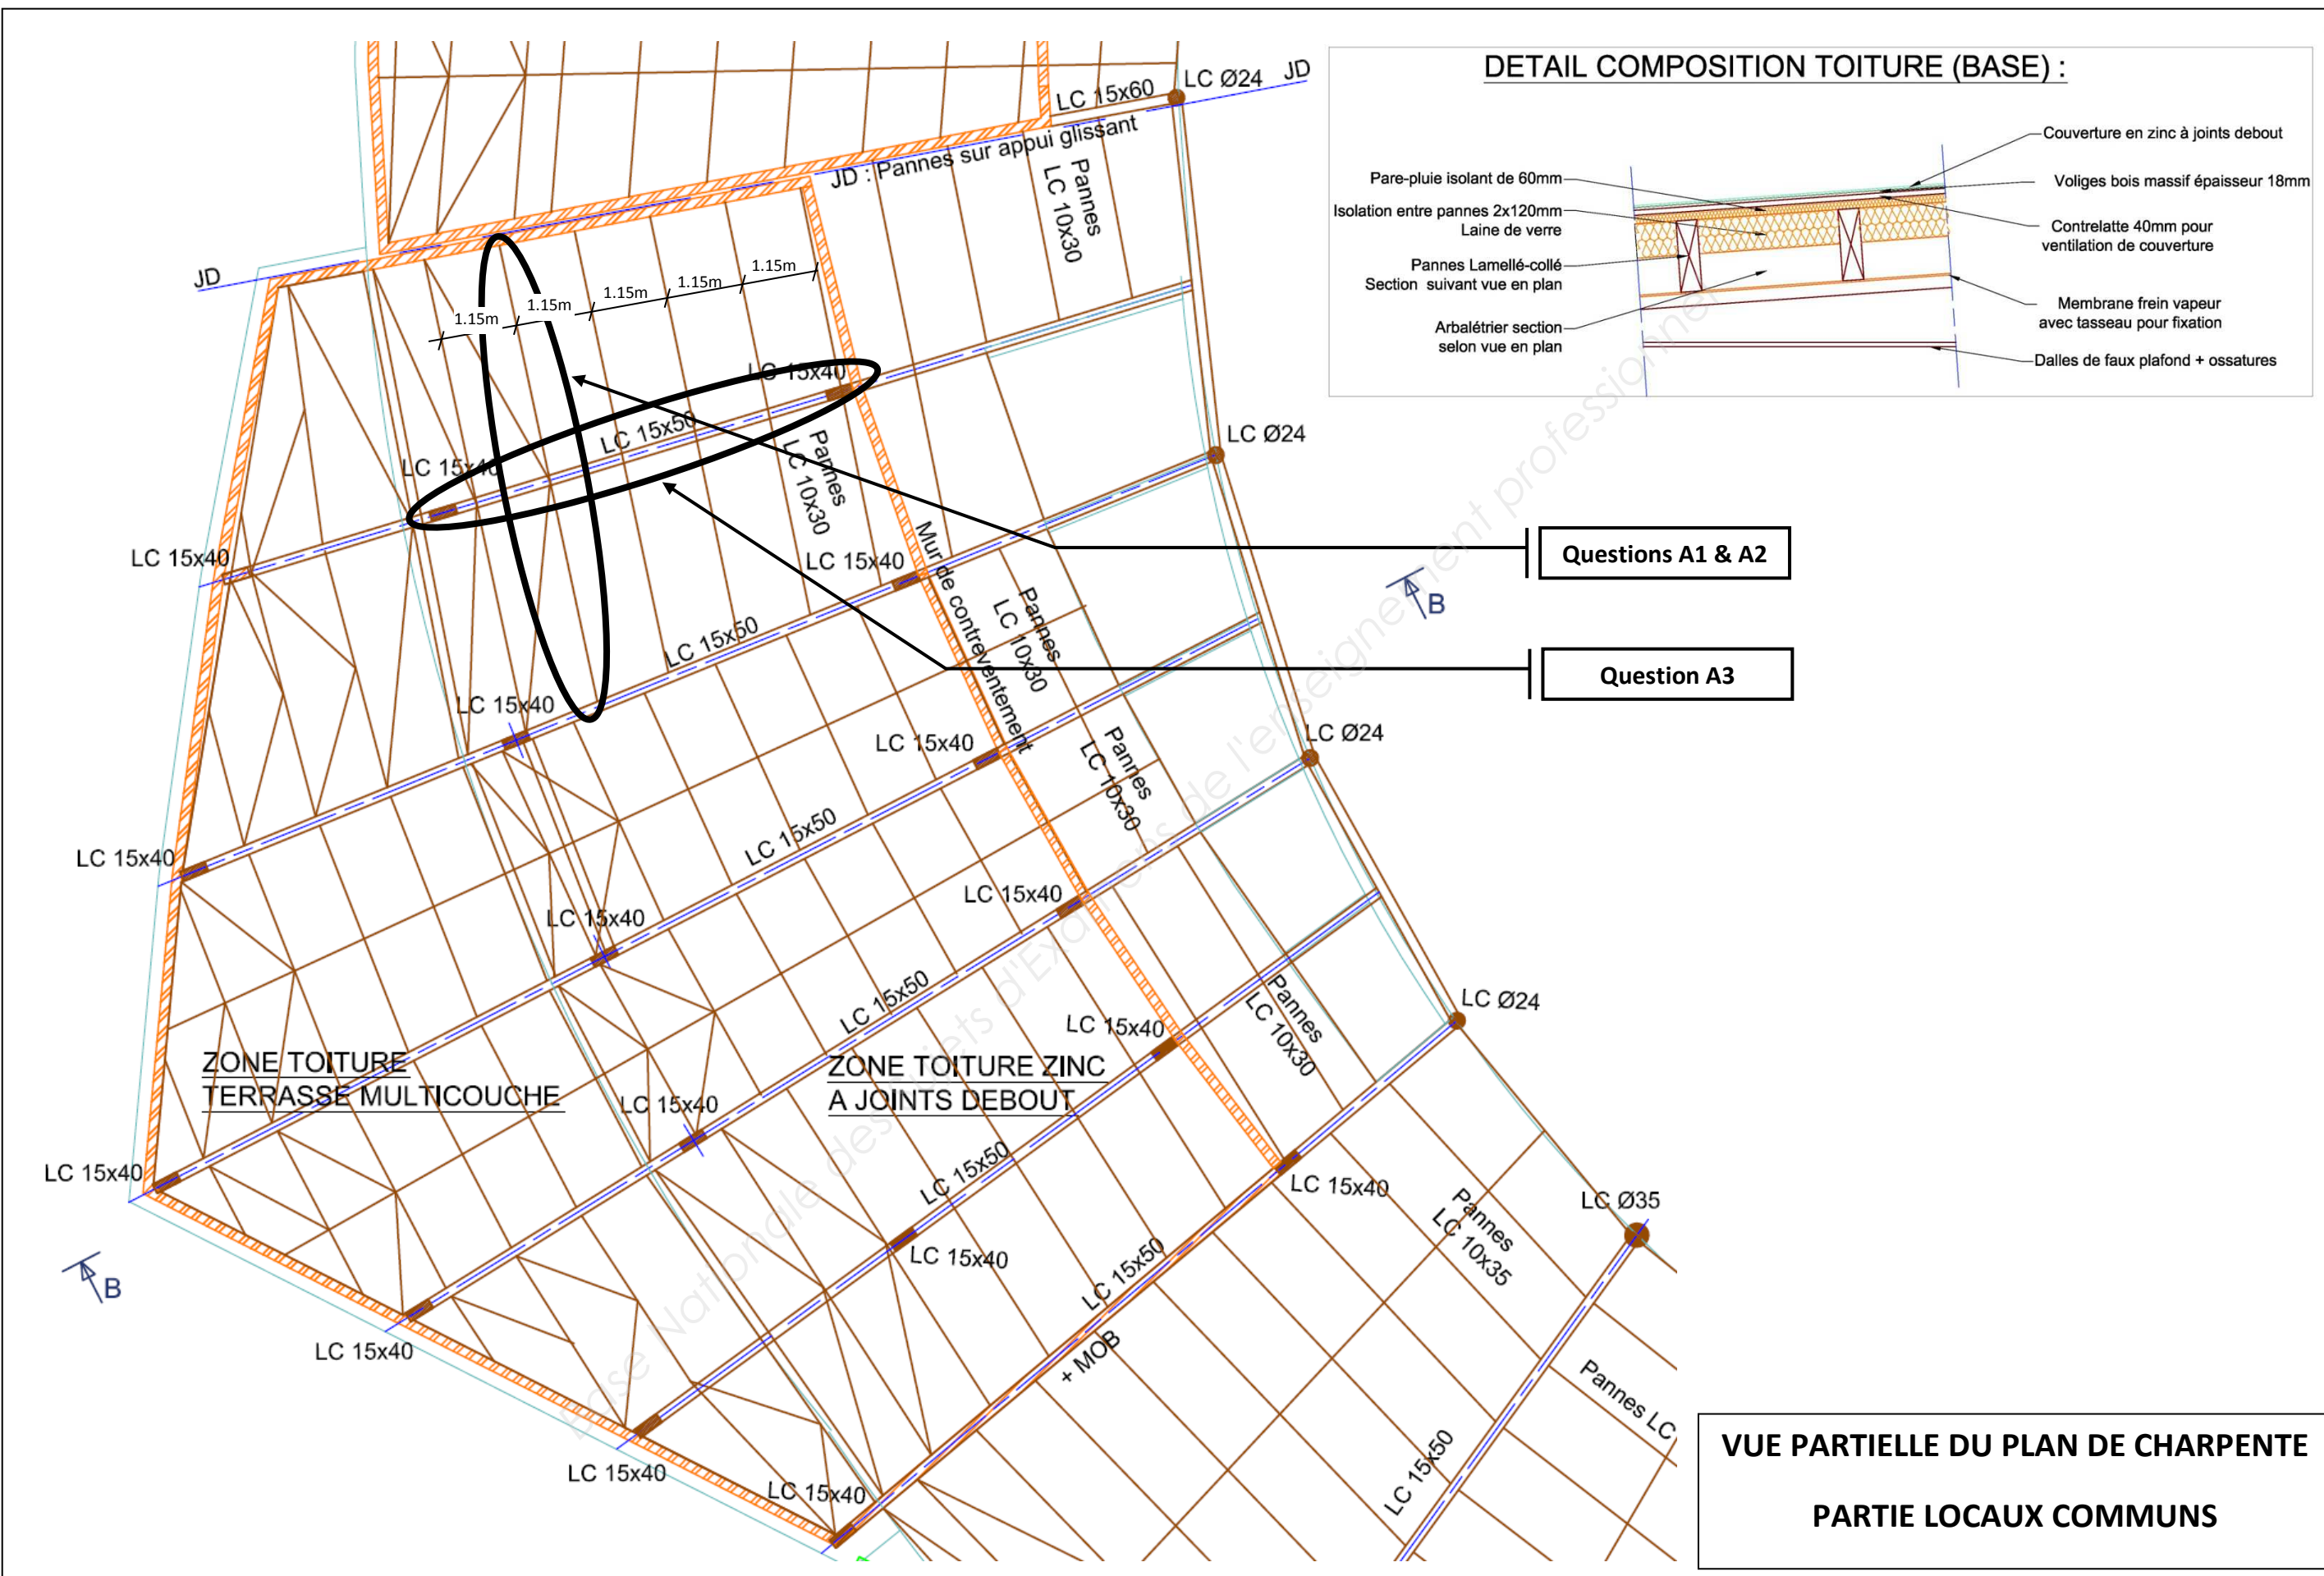 DETAIL COMPOSITION TOITURE (BASE) :
Couverture en zinc à joints debout
Voliges bois massif épaisseur 18mm
Contrelatte 40mm pour
ventilation de couverture
Membrane frein vapeur
avec tasseau pour fixation
Dalles de faux plafond + ossatures
Pare-pluie isolant de 60mm
Isolation entre pannes 2x120mm
Laine de verre
Pannes Lamellé-collé
Section suivant vue en plan
Arbalétrier section
selon vue en plan
LC 15x60
LC Ø24
JD
JD : Pannes sur appui glissant
Pannes
LC 10x30
JD
1.15m
1.15m
1.15m
1.15m
1.15m
LC 15x40
LC 15x50
LC 15x40
Pannes
LC 10x30
LC Ø24
LC 15x40
LC 15x40
Mur de contreventement
Questions A1 & A2
B
Question A3
Pannes
LC 10x30
LC 15x50
LC 15x40
LC Ø24
LC 15x40
Pannes
LC 10x30
LC 15x40
LC 15x50
LC 15x40
LC 15x40
LC 15x50
LC Ø24
Pannes
LC 10x30
LC 15x40
ZONE TOITURE
TERRASSE MULTICOUCHE
ZONE TOITURE ZINC
A JOINTS DEBOUT
LC 15x40
LC 15x40
LC 15x50
LC 15x40
LC 15x40
LC Ø35
Pannes
LC 10x35
B
LC 15x50
+ MOB
LC 15x40
LC 15x40
LC 15x40
LC 15x50
Pannes LC
VUE PARTIELLE DU PLAN DE CHARPENTE
PARTIE LOCAUX COMMUNS
Base Nationale des Sujets d'Examens de l'enseignement professionnel